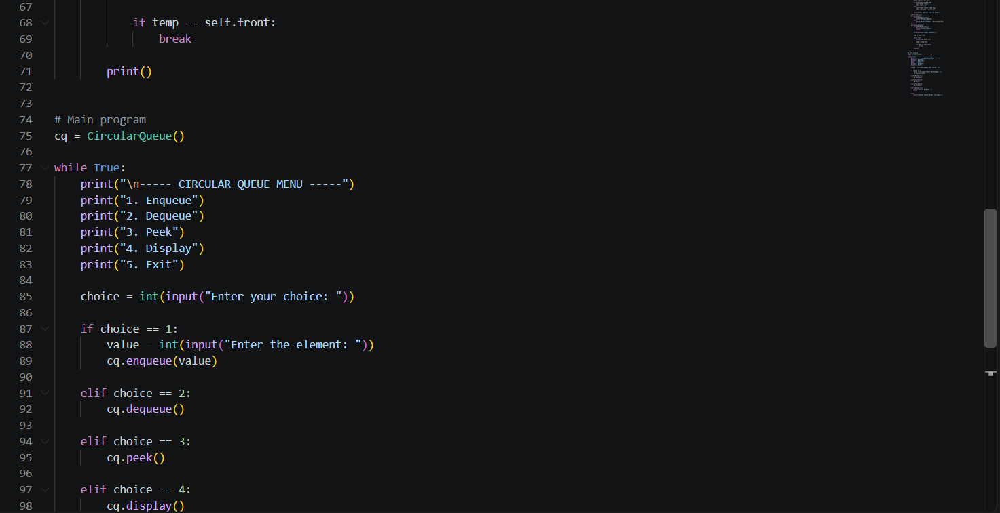 67
68 if temp == self.front:
69 break
70
71 print()
72
73
74 # Main program
75 cq = CircularQueue()
76
77 while True:
78 print("\n----- CIRCULAR QUEUE MENU -----")
79 print("1. Enqueue")
80 print("2. Dequeue")
81 print("3. Peek")
82 print("4. Display")
83 print("5. Exit")
84
85 choice = int(input("Enter your choice: "))
86
87 if choice == 1:
88 value = int(input("Enter the element: "))
89 cq.enqueue(value)
90
91 elif choice == 2:
92 cq.dequeue()
93
94 elif choice == 3:
95 cq.peek()
96
97 elif choice == 4:
98 cq.display()